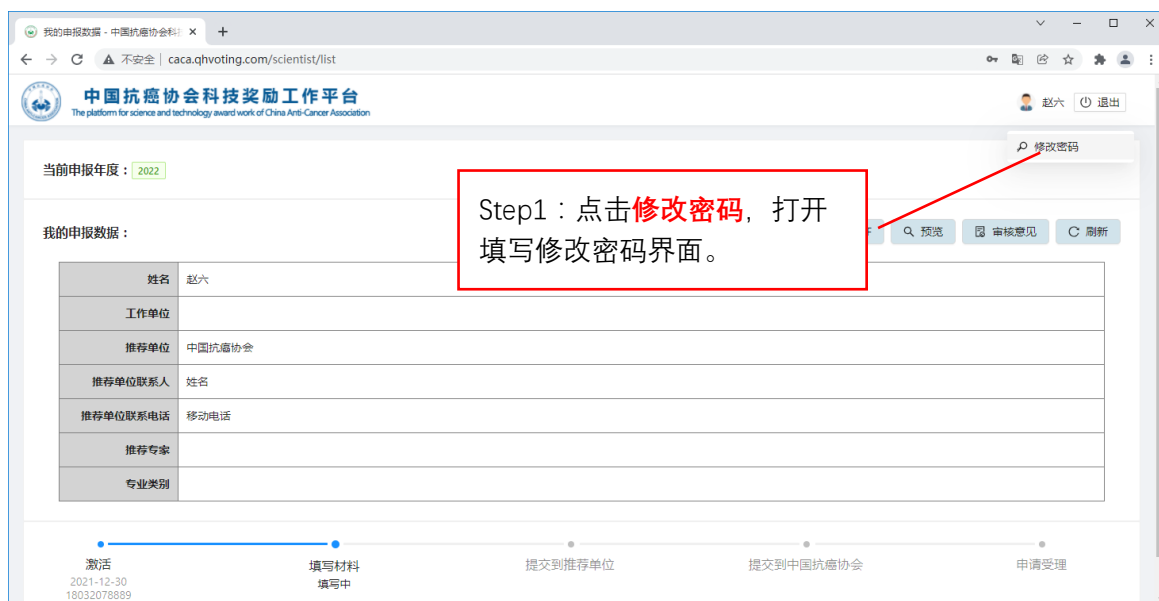 我的申报数据 - 中国抗癌协会科
不安全 | caca.qhvoting.com/scientist/list
中国抗癌协会科技奖励工作平台
The platform for science and technology award work of China Anti-Cancer Association
赵六 退出
修改密码
当前申报年度： 2022
Step1：点击修改密码，打开
填写修改密码界面。
我的申报数据：
预览 审核意见 刷新
姓名 赵六
工作单位
推荐单位 中国抗癌协会
推荐单位联系人 姓名
推荐单位联系电话 移动电话
推荐专家
专业类别
激活 填写材料 提交到推荐单位 提交到中国抗癌协会 申请受理
2021-12-30 填写中
18032078889